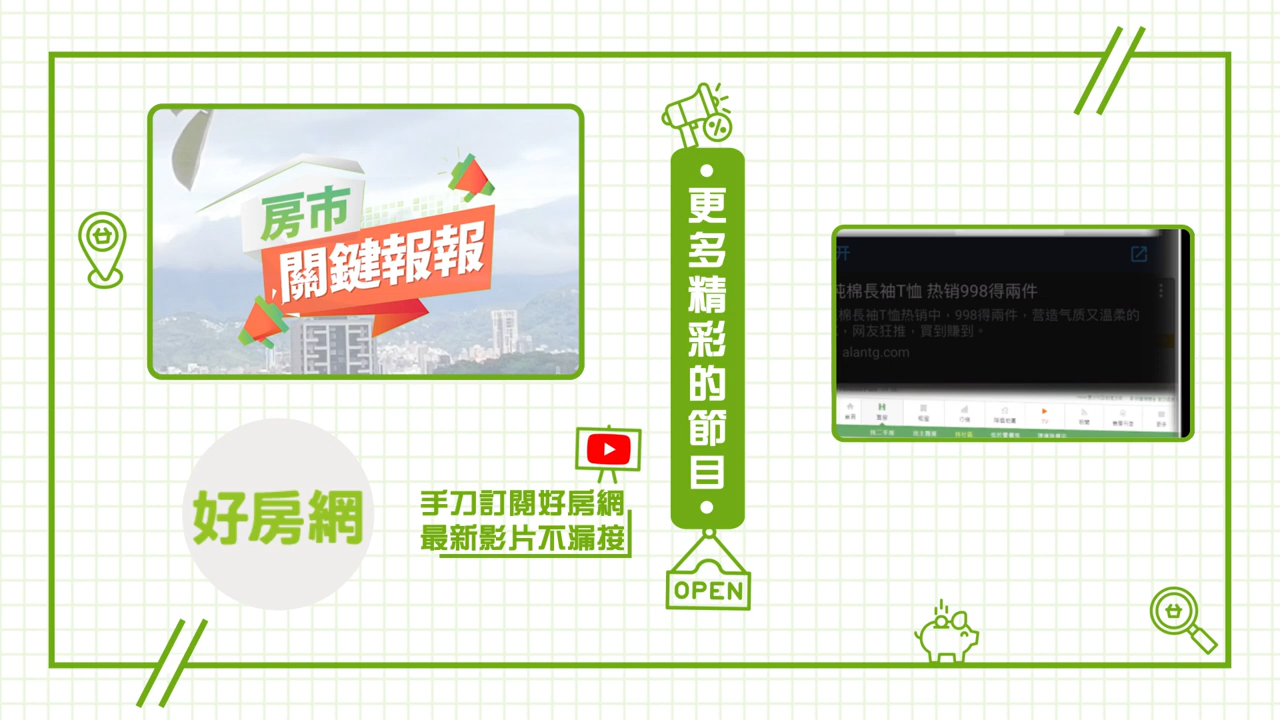 房市
關鍵報報
更多精彩的節目
开
棉長袖T恤 热销998得兩件
棉長袖T恤热销中，998得兩件，营造气质又温柔的
，网友狂推，買到賺到。
alantg.com
TV
好房網
手刀訂閱好房網
最新影片不漏接
OPEN